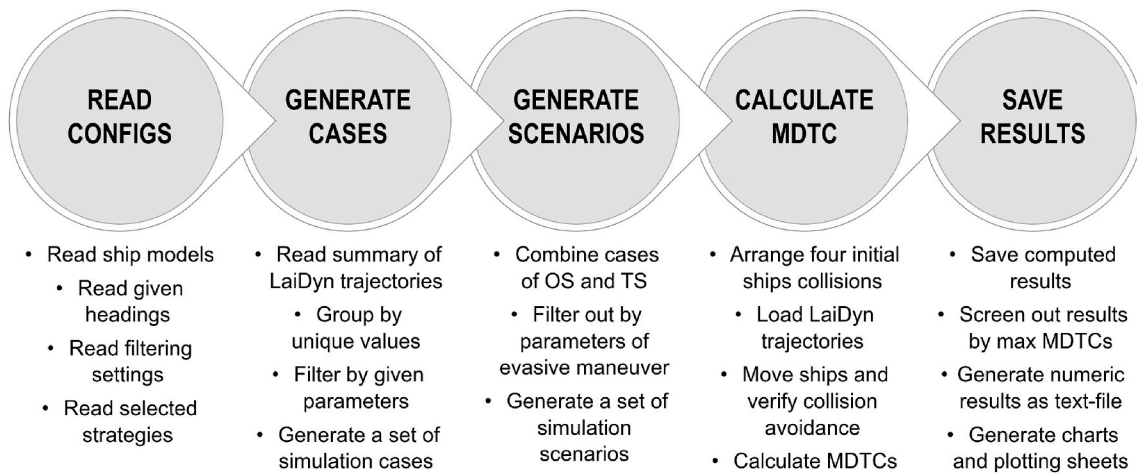 READ
CONFIGS
• Read ship models
• Read given
headings
• Read filtering
settings
• Read selected
strategies
GENERATE
CASES
• Read summary of
LaiDyn trajectories
• Group by
unique values
• Filter by given
parameters
• Generate a set of
simulation cases
GENERATE
SCENARIOS
• Combine cases
of OS and TS
• Filter out by
parameters of
evasive maneuver
• Generate a set of
simulation
scenarios
CALCULATE
MDTC
• Arrange four initial
ships collisions
• Load LaiDyn
trajectories
• Move ships and
verify collision
avoidance
• Calculate MDTCs
SAVE
RESULTS
• Save computed
results
• Screen out results
by max MDTCs
• Generate numeric
results as text-file
• Generate charts
and plotting sheets